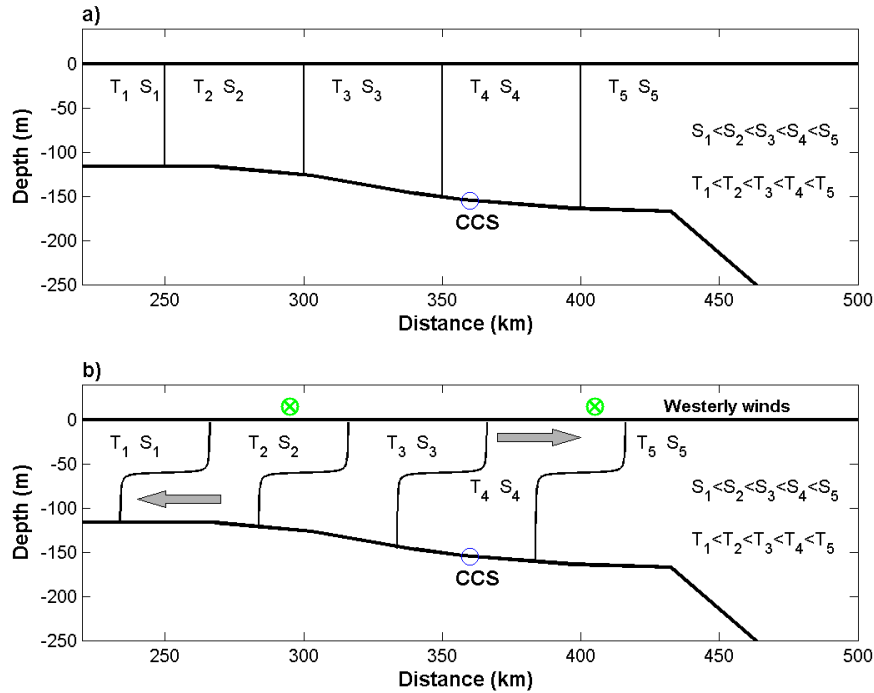 a)
0
T₁ S₁ T₂ S₂ T₃ S₃ T₄ S₄ T₅ S₅
-50
S₁<S₂<S₃<S₄<S₅
-100
T₁<T₂<T₃<T₄<T₅
-150
CCS
-200
-250
Depth (m)
250 300 350 400 450 500
Distance (km)
b)
Westerly winds
0
T₁ S₁ T₂ S₂ T₃ S₃ T₅ S₅
-50
T₄ S₄ S₁<S₂<S₃<S₄<S₅
-100
T₁<T₂<T₃<T₄<T₅
-150
CCS
-200
-250
Depth (m)
250 300 350 400 450 500
Distance (km)